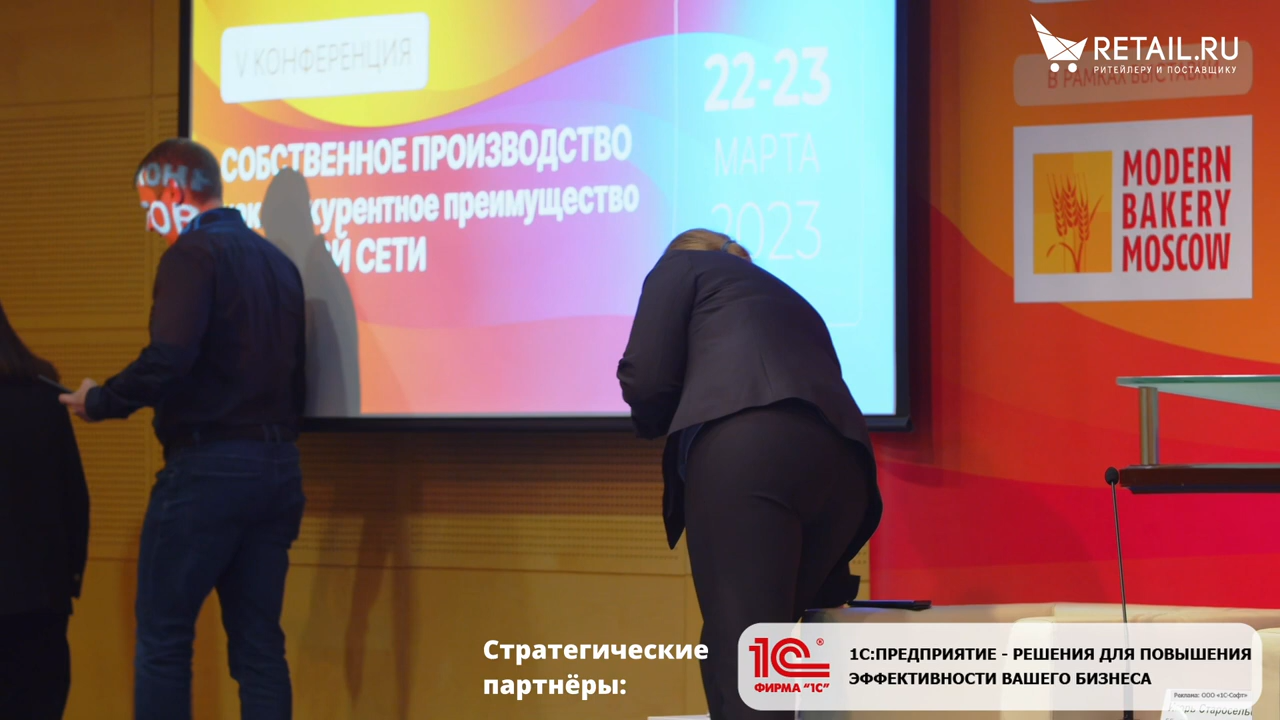 V КОНФЕРЕНЦИЯ
СОБСТВЕННОЕ ПРОИЗВОДСТВО
курентное преимущество
СЕТИ
22-23
МАРТА
2023
RETAIL.RU
РИТЕЙЛЕРУ И ПОСТАВЩИКУ
В РАМКАХ ВЫСТАВКИ
MODERN
BAKERY
MOSCOW
Стратегические
партнёры:
1С®
ФИРМА "1С"
1С:ПРЕДПРИЯТИЕ - РЕШЕНИЯ ДЛЯ ПОВЫШЕНИЯ
ЭФФЕКТИВНОСТИ ВАШЕГО БИЗНЕСА
Реклама: ООО «1С-Софт»